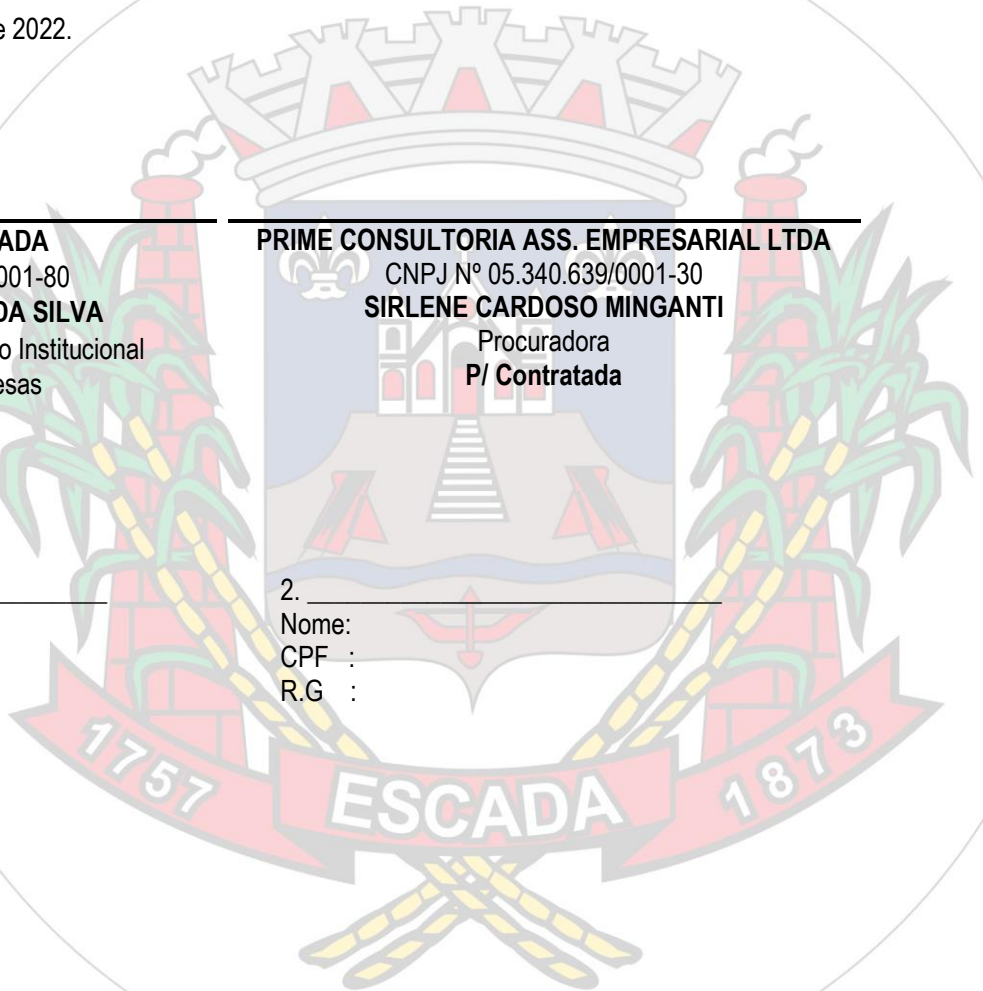 e 2022.
ADA
001-80
DA SILVA
o Institucional
esas
PRIME CONSULTORIA ASS. EMPRESARIAL LTDA
CNPJ Nº 05.340.639/0001-30
SIRLENE CARDOSO MINGANTI
Procuradora
P/ Contratada
2. ______________________________
Nome:
CPF :
R.G :
1757
ESCADA
1873